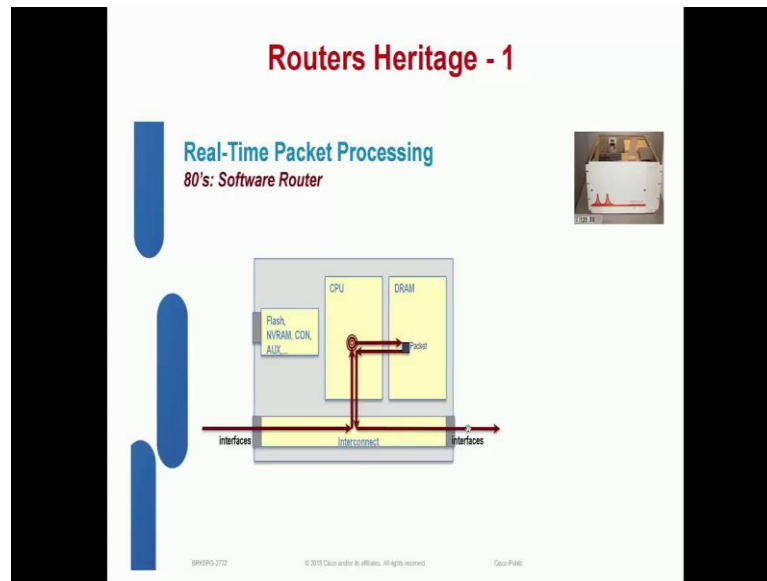 Routers Heritage - 1
Real-Time Packet Processing
80's: Software Router
CPU
DRAM
Flash,
NVRAM, CON,
AUX,...
Packet
interfaces
Interconnect
interfaces
BRKSPG-2772
© 2015 Cisco and/or its affiliates. All rights reserved.
Cisco Public